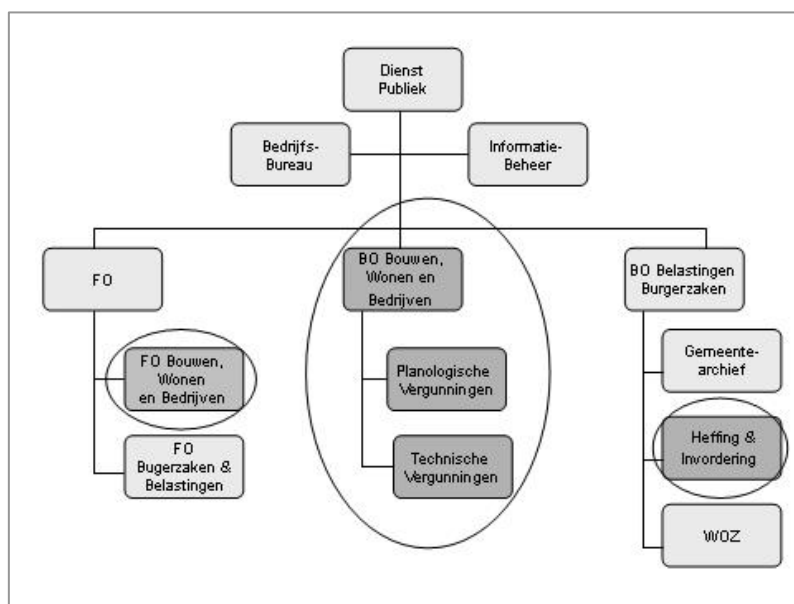 Dienst
Publiek
Bedrijfs-
Bureau
Informatie-
Beheer
FO
BO Bouwen,
Wonen en
Bedrijven
BO Belastingen
Burgerzaken
FO Bouwen,
Wonen
en Bedrijven
Planologische
Vergunningen
Gemeente-
archief
FO
Bugerzaken &
Belastingen
Technische
Vergunningen
Heffing &
Invordering
WOZ